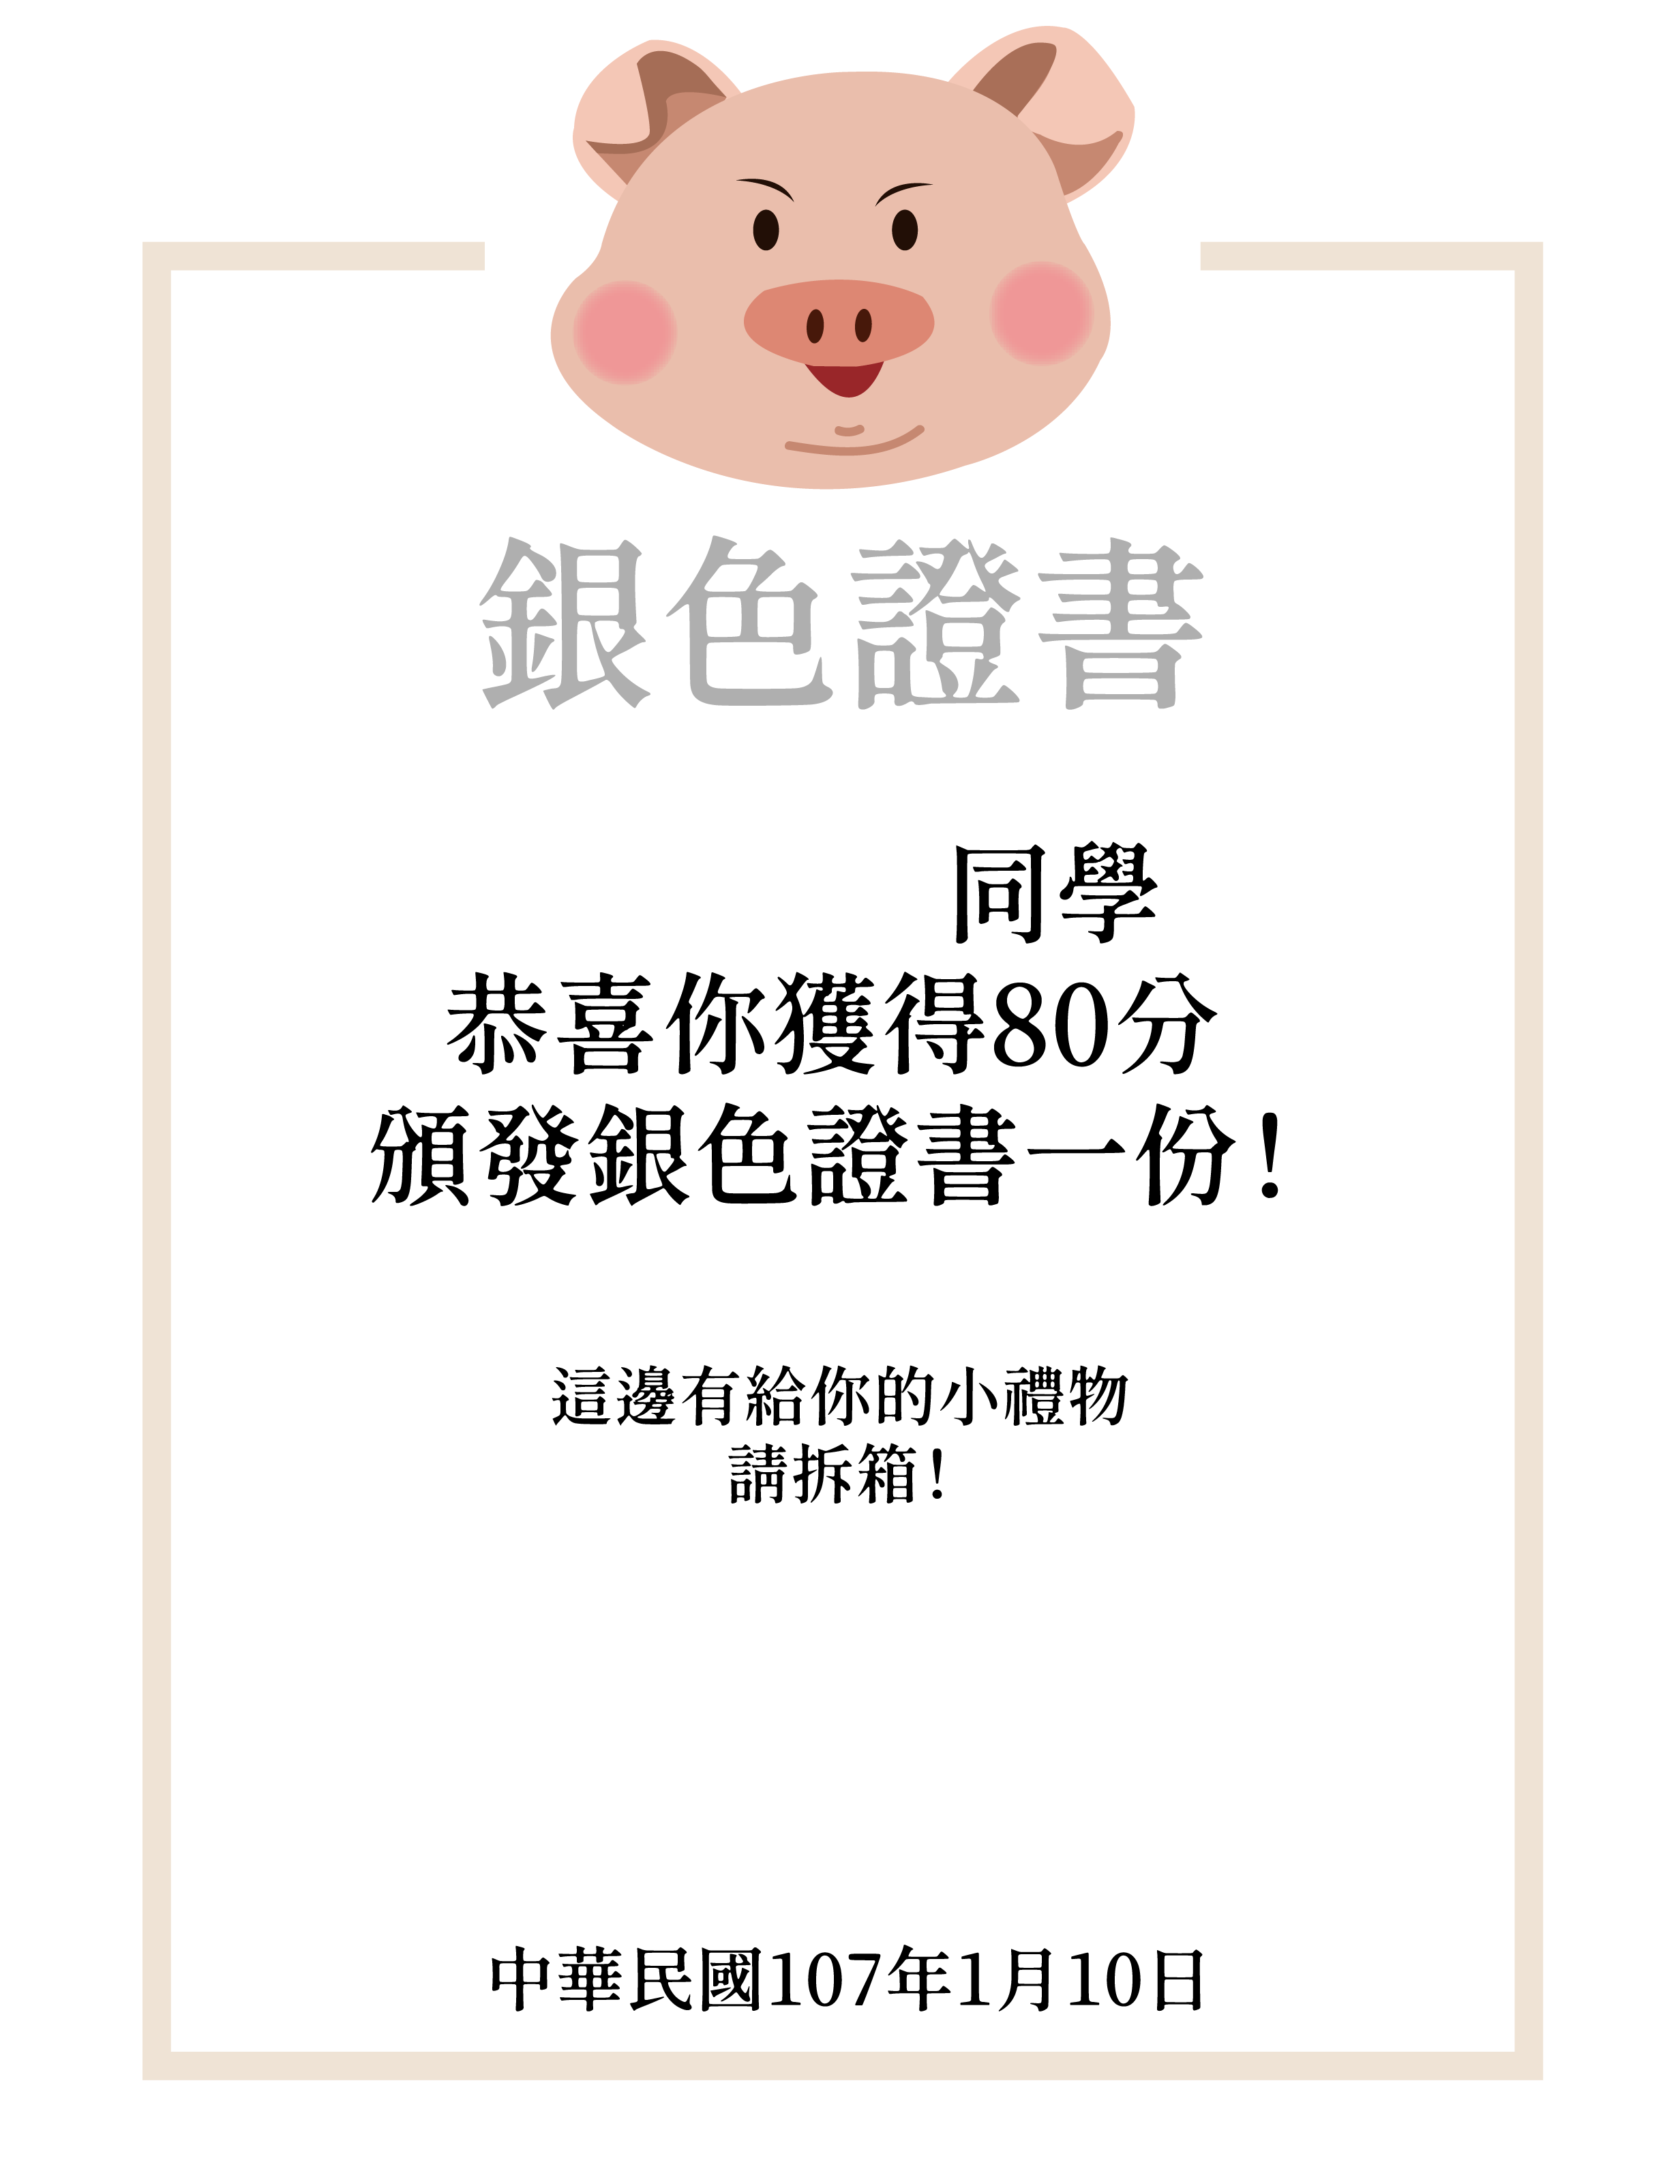 銀色證書
同學
恭喜你獲得80分
頒發銀色證書一份！
這邊有給你的小禮物
請拆箱！
中華民國107年1月10日